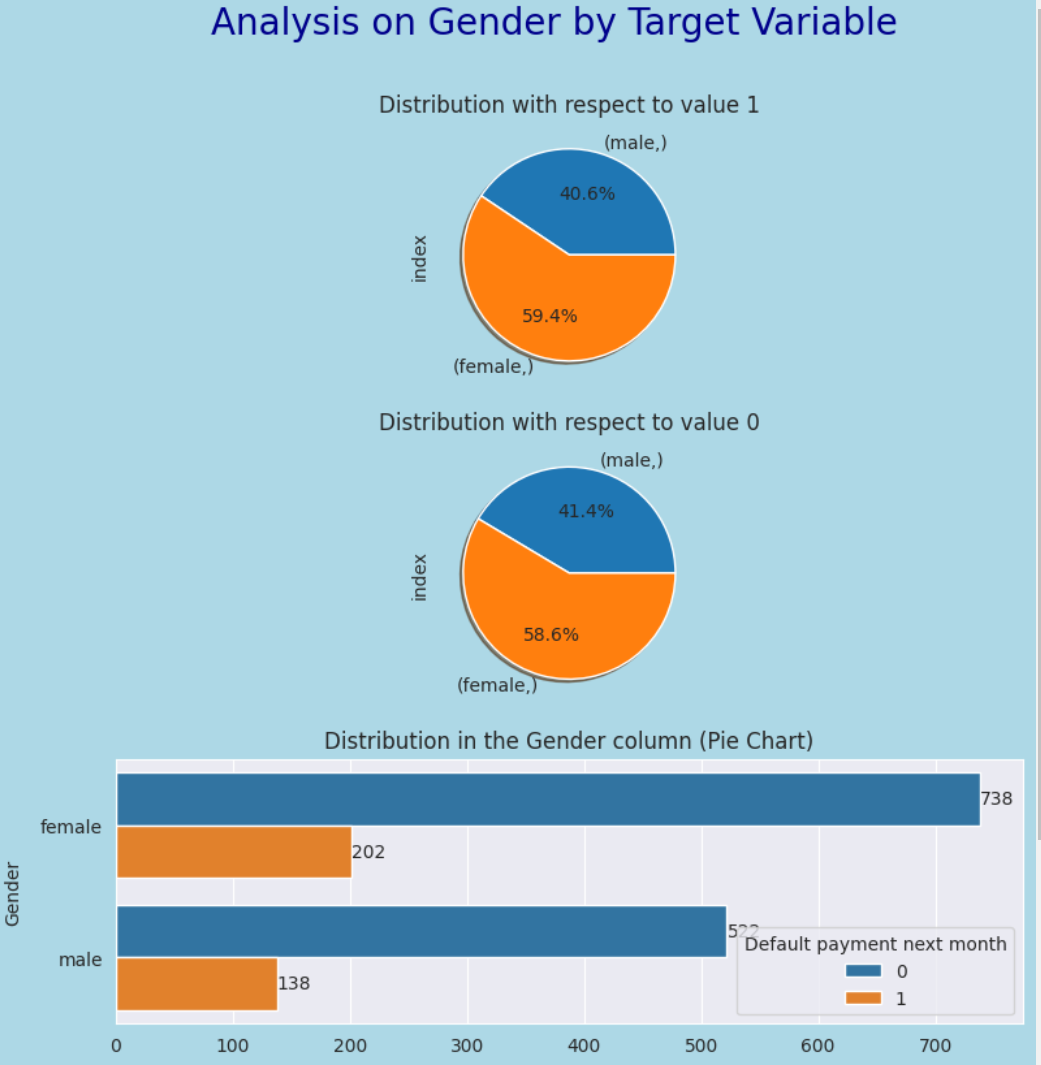 Analysis on Gender by Target Variable
Distribution with respect to value 1
(male,)
40.6%
index
59.4%
(female,)
Distribution with respect to value 0
(male,)
41.4%
index
58.6%
(female,)
Distribution in the Gender column (Pie Chart)
Gender
female
738
202
male
522
138
Default payment next month
0
1
0 100 200 300 400 500 600 700